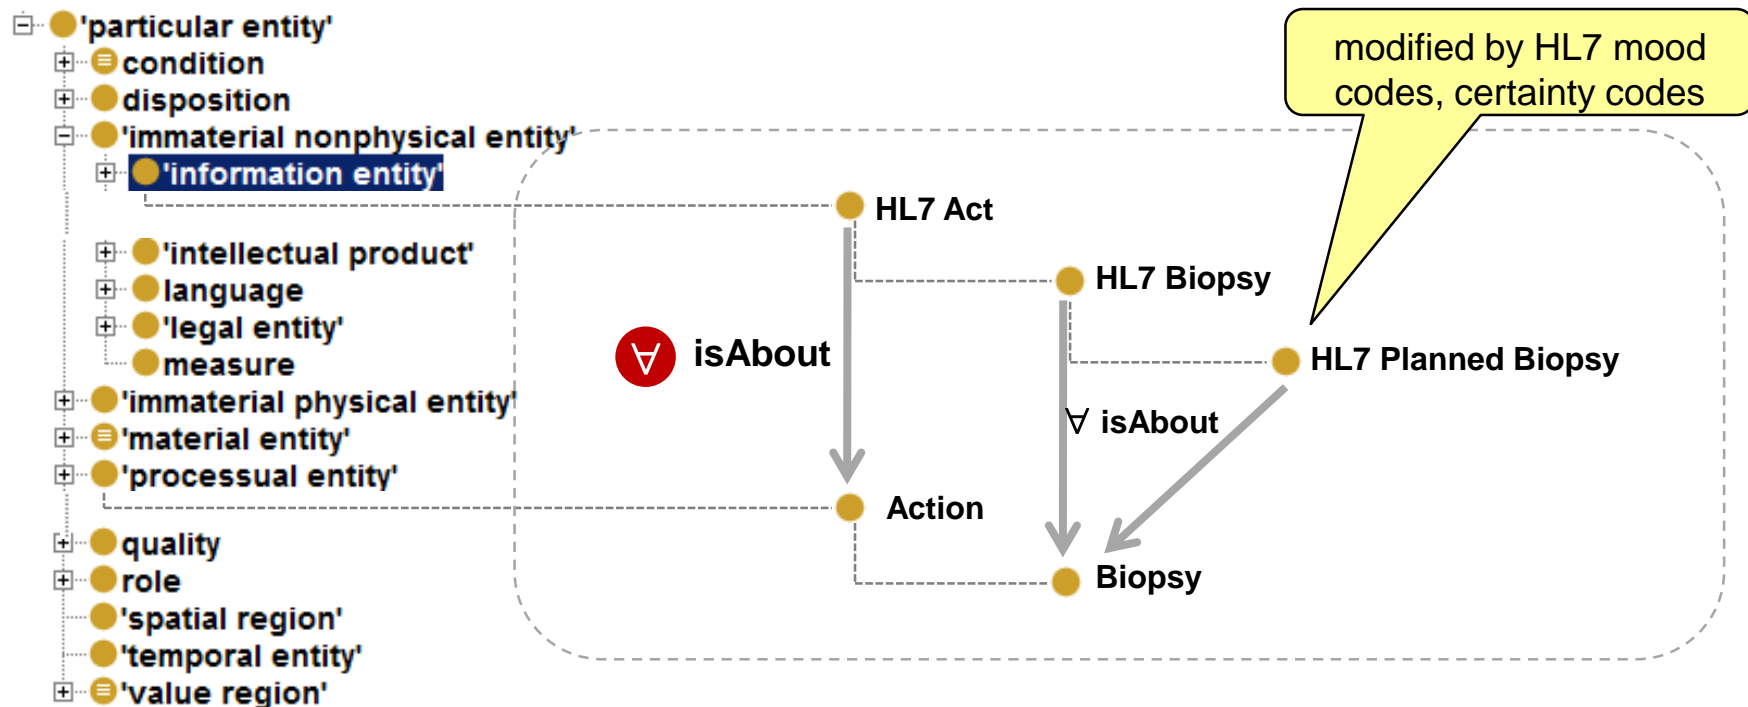 'particular entity'
condition
disposition
'immaterial nonphysical entity'
'information entity'
'intellectual product'
language
'legal entity'
measure
'immaterial physical entity'
'material entity'
'processual entity'
quality
role
'spatial region'
'temporal entity'
'value region'
modified by HL7 mood
codes, certainty codes
HL7 Act
HL7 Biopsy
∀ isAbout
HL7 Planned Biopsy
∀ isAbout
Action
Biopsy